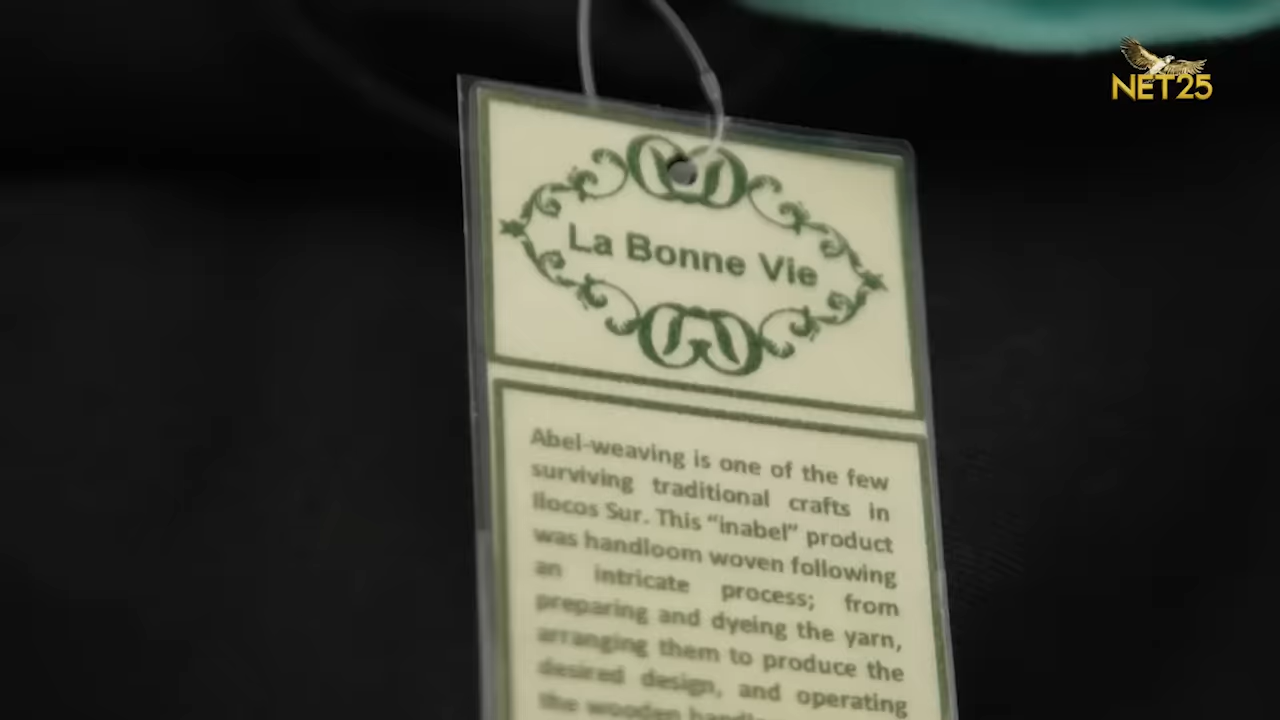 NET25
La Bonne Vie
Abel-weaving is one of the few
surviving traditional crafts in
Ilocos Sur. This “inabel” product
was handloom woven following
an intricate process; from
preparing and dyeing the yarn,
arranging them to produce the
desired design, and operating
the wooden